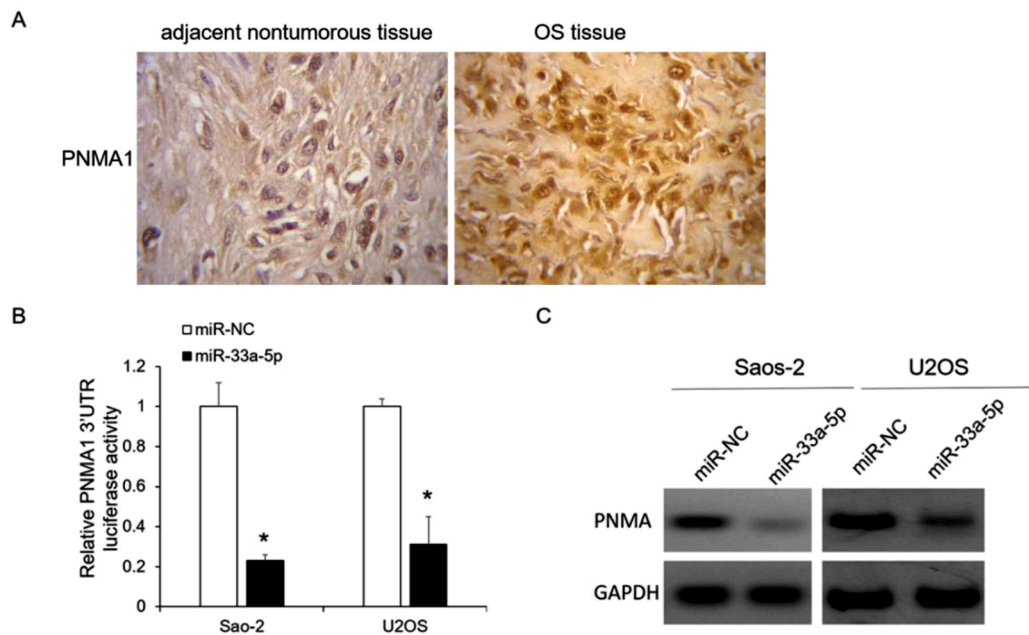 A
adjacent nontumorous tissue
OS tissue
PNMA1
B
miR-NC
miR-33a-5p
Relative PNMA1 3'UTR
luciferase activity
1.2
1
0.8
0.6
0.4
0.2
0
*
*
Sao-2
U2OS
C
Saos-2
U2OS
miR-NC
miR-33a-5p
miR-NC
miR-33a-5p
PNMA
GAPDH